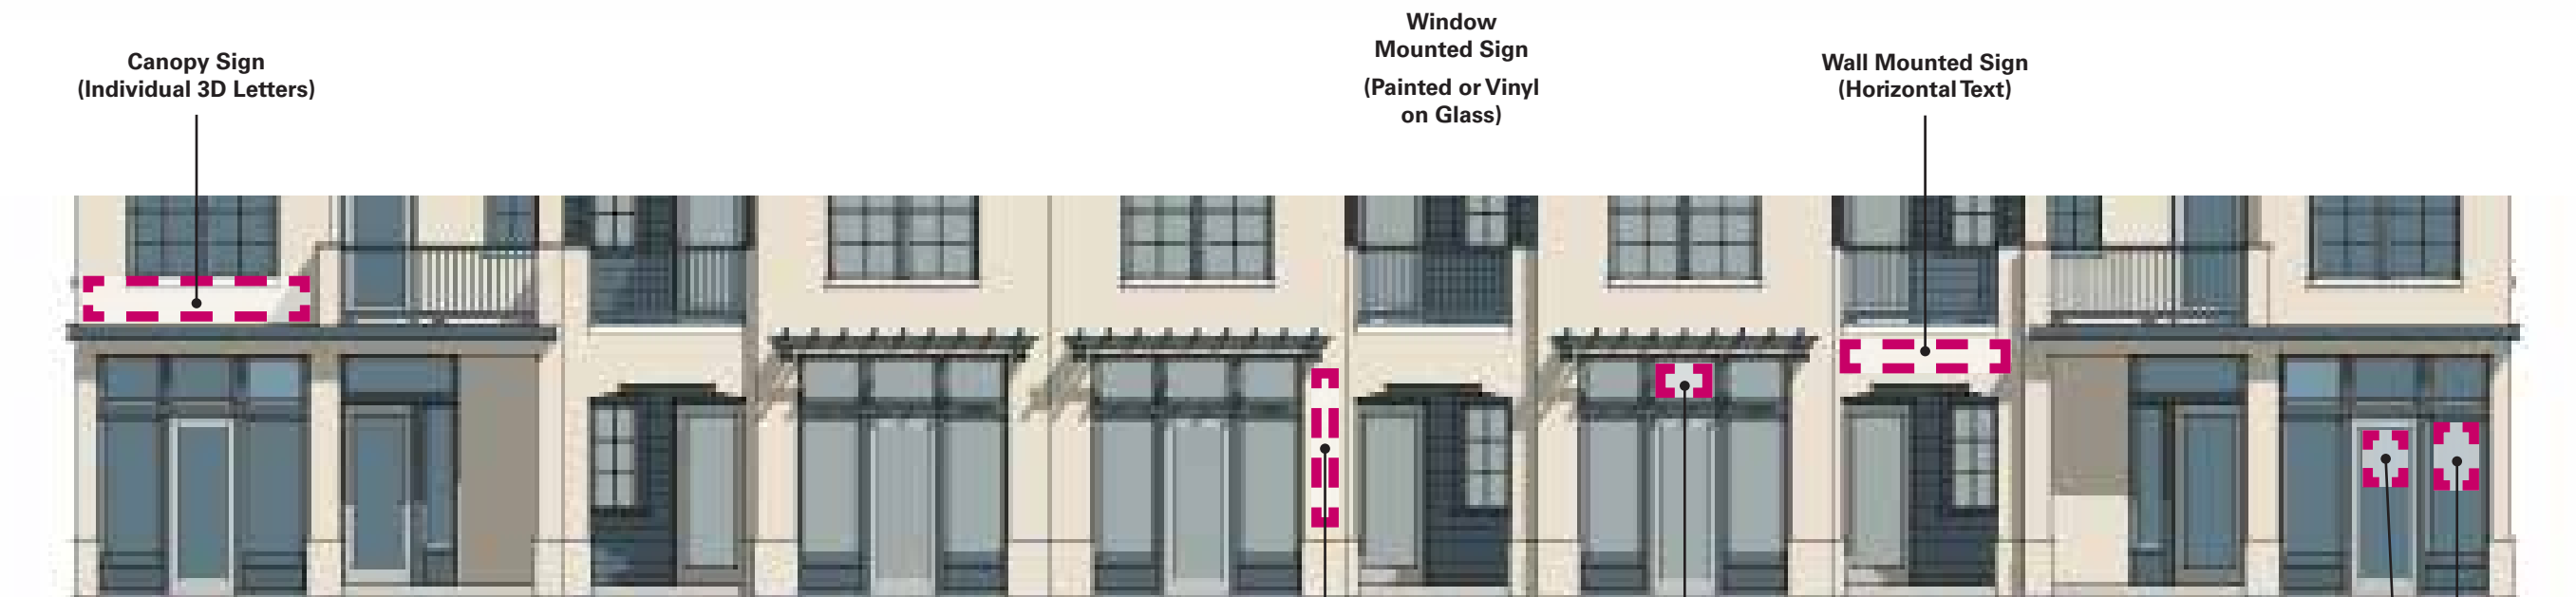 Canopy Sign
(Individual 3D Letters)
Window
Mounted Sign
(Painted or Vinyl
on Glass)
Wall Mounted Sign
(Horizontal Text)